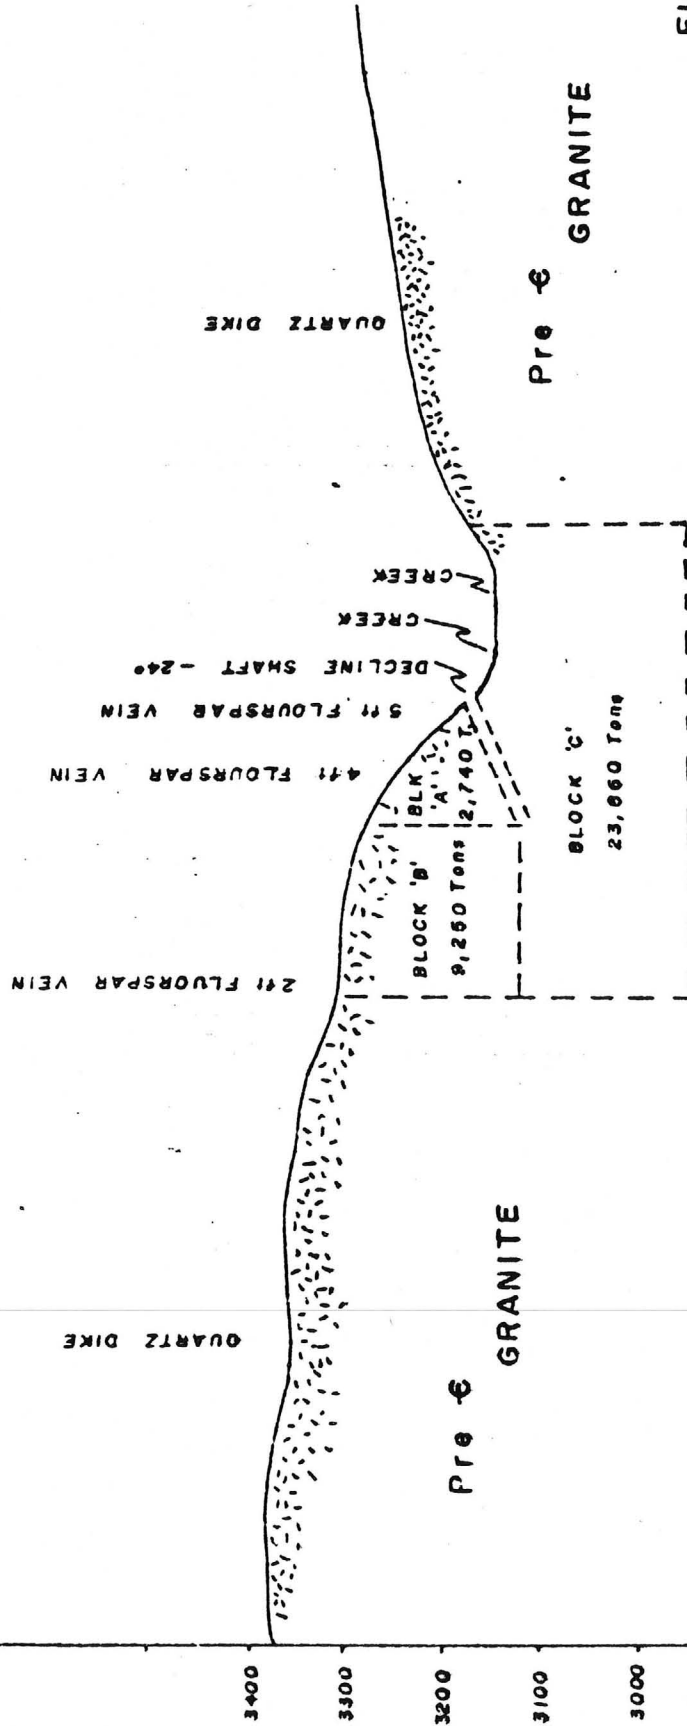 QUARTZ DIKE
2 ft FLUORSPAR VEIN
4 ft FLOURSPAR VEIN
5 ft FLOURSPAR VEIN
DECLINE SHAFT -24°
CREEK
CREEK
QUARTZ DIKE
3400
3300
3200
3100
3000
Pre Ꞓ
GRANITE
BLOCK 'B'
9,250 Tons
BLK
'A'
2,740 T.
BLOCK 'C'
23,660 Tons
Pre Ꞓ
GRANITE